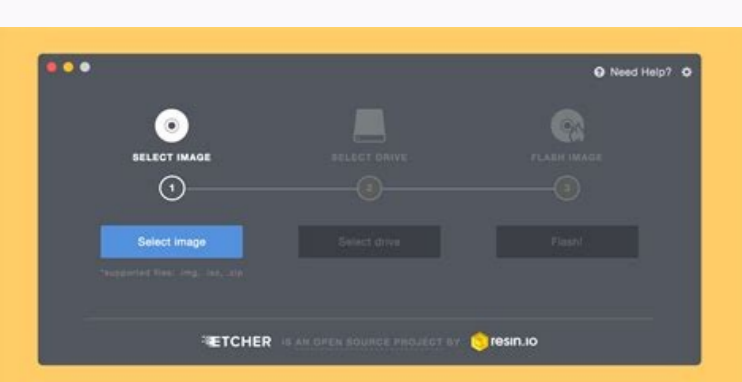 Need Help?
SELECT IMAGE
SELECT DRIVE
FLASH IMAGE
1
2
3
Select image
Select drive
Flash!
*supported files: .img, .iso, .zip
ETCHER IS AN OPEN SOURCE PROJECT BY resin.io